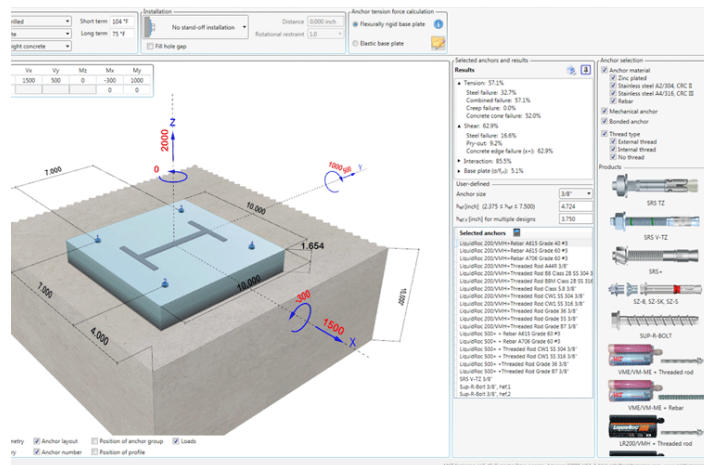 Installation
Anchor tension force calculation
Short term 104 °F
Long term 75 °F
No stand-off installation
Distance 0.000 inch
Rotational restraint 1.0
Fill hole gap
Flexurally rigid base plate
Elastic base plate
Vx Vy Mz Mx My
1500 500 0 -300 1000
0 0
Z
2000
0
7.000
1000
500
Y
10.000
1.654
10.000
7.000
4.000
300
1500
X
10.000
Anchor layout
Position of anchor group
Loads
Anchor number
Position of profile
Selected anchors and results
Results
Tension: 57.1%
Steel failure: 32.7%
Combined failure: 57.1%
Creep failure: 0.0%
Concrete cone failure: 52.0%
Shear: 62.9%
Steel failure: 16.6%
Pry-out: 9.2%
Concrete edge failure (x+): 62.9%
Interaction: 85.5%
Base plate (σ/fyd): 5.1%
User-defined
Anchor size 3/8"
hef [inch] (2.375 ≤ hef ≤ 7.500) 4.724
hef,t [inch] for multiple designs 3.750
Selected anchors
LiquidRoc 200/VMH+Rebar A615 Grade 40 #3
LiquidRoc 200/VMH+Rebar A615 Grade 60 #3
LiquidRoc 200/VMH+Rebar A706 Grade 60 #3
LiquidRoc 200/VMH+Threaded Rod A44R 3/8"
LiquidRoc 200/VMH+Threaded Rod B8 Class 2B SS 304 3
LiquidRoc 200/VMH+Threaded Rod B8M Class 2B SS 316
LiquidRoc 200/VMH+Threaded Rod Class 5.8 3/8"
LiquidRoc 200/VMH+Threaded Rod CW1 SS 304 3/8"
LiquidRoc 200/VMH+Threaded Rod CW1 SS 316 3/8"
LiquidRoc 200/VMH+Threaded Rod Grade 36 3/8"
LiquidRoc 200/VMH+Threaded Rod Grade 55 3/8"
LiquidRoc 200/VMH+Threaded Rod Grade B7 3/8"
LiquidRoc 500+ + Rebar A615 Grade 60 #3
LiquidRoc 500+ + Rebar A706 Grade 60 #3
LiquidRoc 500+ +Threaded Rod CW1 SS 304 3/8"
LiquidRoc 500+ +Threaded Rod CW1 SS 316 3/8"
LiquidRoc 500+ +Threaded Rod Grade 36 3/8"
LiquidRoc 500+ +Threaded Rod Grade B7 3/8"
SRS V-TZ 3/8"
Sup-R-Bolt 3/8", hef,1
Sup-R-Bolt 3/8", hef,2
Anchor selection
Anchor material
Zinc plated
Stainless steel A2/304, CRC II
Stainless steel A4/316, CRC III
Rebar
Mechanical anchor
Bonded anchor
Thread type
External thread
Internal thread
No thread
Products
SRS TZ
SRS V-TZ
SRS+
SZ-B, SZ-SK, SZ-S
SUP-R-BOLT
VME/VM-ME + Threaded rod
VME/VM-ME + Rebar
LR200/VMH + Threaded rod